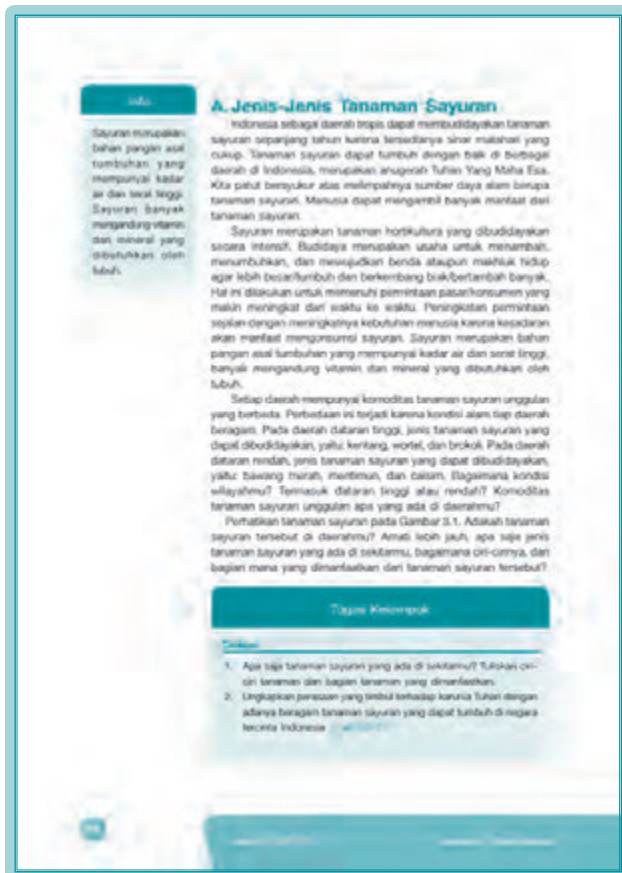 Info
Sayuran merupakan
bahan pangan asal
tumbuhan yang
mempunyai kadar
air dan serat tinggi.
Sayuran banyak
mengandung vitamin
dan mineral yang
dibutuhkan oleh
tubuh.
A. Jenis-Jenis Tanaman Sayuran
Indonesia sebagai daerah tropis dapat membudidayakan tanaman
sayuran sepanjang tahun karena tersedianya sinar matahari yang
cukup. Tanaman sayuran dapat tumbuh dengan baik di berbagai
daerah di Indonesia, merupakan anugerah Tuhan Yang Maha Esa.
Kita patut bersyukur atas melimpahnya sumber daya alam berupa
tanaman sayuran. Manusia dapat mengambil banyak manfaat dari
tanaman sayuran.
Sayuran merupakan tanaman hortikultura yang dibudidayakan
secara intensif. Budidaya merupakan usaha untuk menambah,
menumbuhkan, dan mewujudkan benda ataupun makhluk hidup
agar lebih besar/tumbuh dan berkembang biak/bertambah banyak.
Hal ini dilakukan untuk memenuhi permintaan pasar/konsumen yang
makin meningkat dari waktu ke waktu. Peningkatan permintaan
sejalan dengan meningkatnya kebutuhan manusia karena kesadaran
akan manfaat mengonsumsi sayuran. Sayuran merupakan bahan
pangan asal tumbuhan yang mempunyai kadar air dan serat tinggi,
banyak mengandung vitamin dan mineral yang dibutuhkan oleh
tubuh.
Setiap daerah mempunyai komoditas tanaman sayuran unggulan
yang berbeda. Perbedaan ini terjadi karena kondisi alam tiap daerah
beragam. Pada daerah dataran tinggi, jenis tanaman sayuran yang
dapat dibudidayakan, yaitu: kentang, wortel, dan brokoli. Pada daerah
dataran rendah, jenis tanaman sayuran yang dapat dibudidayakan,
yaitu: bawang merah, mentimun, dan caisim. Bagaimana kondisi
wilayahmu? Termasuk dataran tinggi atau rendah? Komoditas
tanaman sayuran unggulan apa yang ada di daerahmu?
Perhatikan tanaman sayuran pada Gambar 3.1. Adakah tanaman
sayuran tersebut di daerahmu? Amati lebih jauh, apa saja jenis
tanaman sayuran yang ada di sekitarmu, bagaimana ciri-cirinya, dan
bagian mana yang dimanfaatkan dari tanaman sayuran tersebut?
Tugas Kelompok
Diskusi
1. Apa saja tanaman sayuran yang ada di sekitarmu? Tuliskan ciri-
ciri tanaman dan bagian tanaman yang dimanfaatkan.
2. Ungkapkan perasaan yang timbul terhadap karunia Tuhan dengan
adanya beragam tanaman sayuran yang dapat tumbuh di negara
tercinta Indonesia